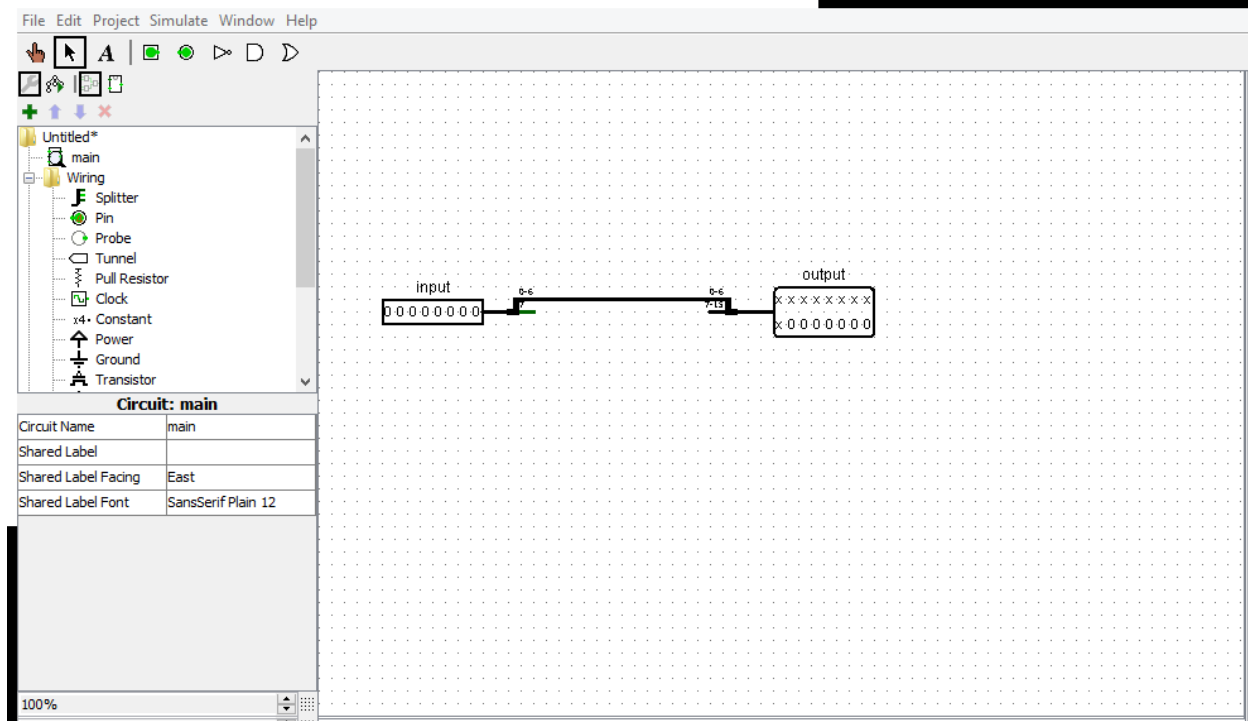 File Edit Project Simulate Window Help
A
Untitled*
main
Wiring
Splitter
Pin
Probe
Tunnel
Pull Resistor
Clock
x4 Constant
Power
Ground
Transistor
Circuit: main
Circuit Name main
Shared Label
Shared Label Facing East
Shared Label Font SansSerif Plain 12
100%
input
0 0 0 0 0 0 0 0
0-6
7
0-6
7-15
output
x x x x x x x x
x 0 0 0 0 0 0 0